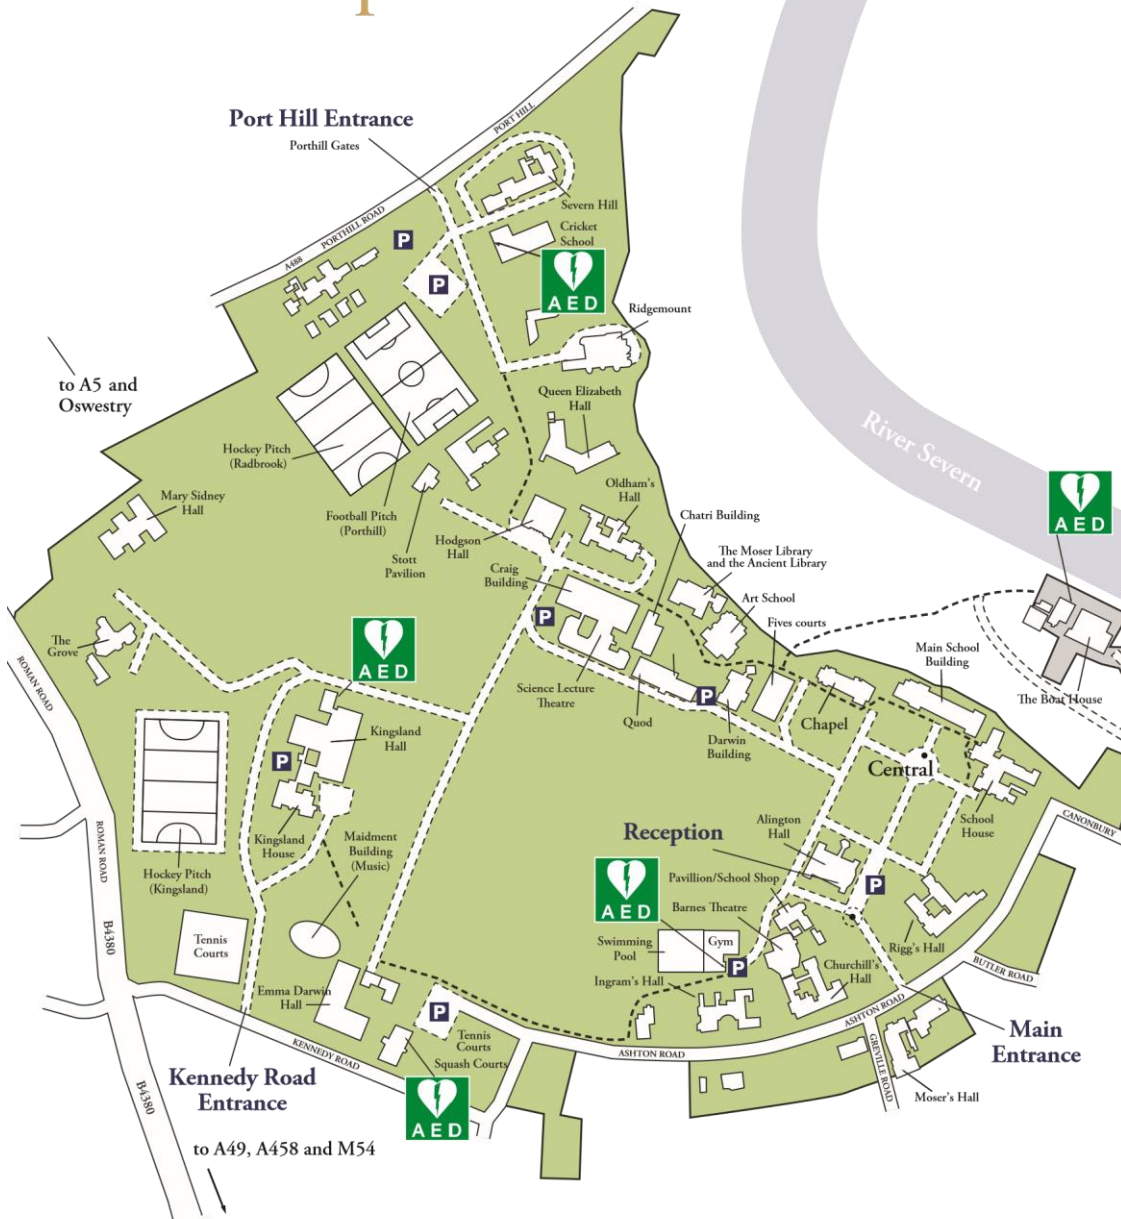 Port Hill Entrance
Porthill Gates
PORT HILL
PORTHILL ROAD
A488
P
P
Severn Hill
Cricket
School
AED
Ridgemount
to A5 and
Oswestry
Queen Elizabeth
Hall
River Severn
Hockey Pitch
(Radbrook)
Football Pitch
(Porthill)
Stott
Pavilion
Mary Sidney
Hall
Hodgson
Hall
Oldham's
Hall
Chatri Building
AED
Craig
Building
The Moser Library
and the Ancient Library
Art School
Fives courts
P
The
Grove
AED
ROMAN ROAD
Science Lecture
Theatre
Quod
P
Darwin
Building
Chapel
Main School
Building
The Boat House
Kingsland
Hall
P
Central
School
House
CANONBURY
Kingsland
House
Maidment
Building
(Music)
Hockey Pitch
(Kingsland)
ROMAN ROAD
B4380
Reception
Alington
Hall
Pavillion/School Shop
P
AED
Barnes Theatre
Swimming
Pool
Gym
P
Rigg's Hall
Tennis
Courts
Ingram's Hall
Churchill's
Hall
BUTLER ROAD
Emma Darwin
Hall
P
Tennis
Courts
Squash Courts
KENNEDY ROAD
ASHTON ROAD
ASHTON ROAD
GREVILLE ROAD
Main
Entrance
Moser's Hall
Kennedy Road
Entrance
B4380
AED
to A49, A458 and M54